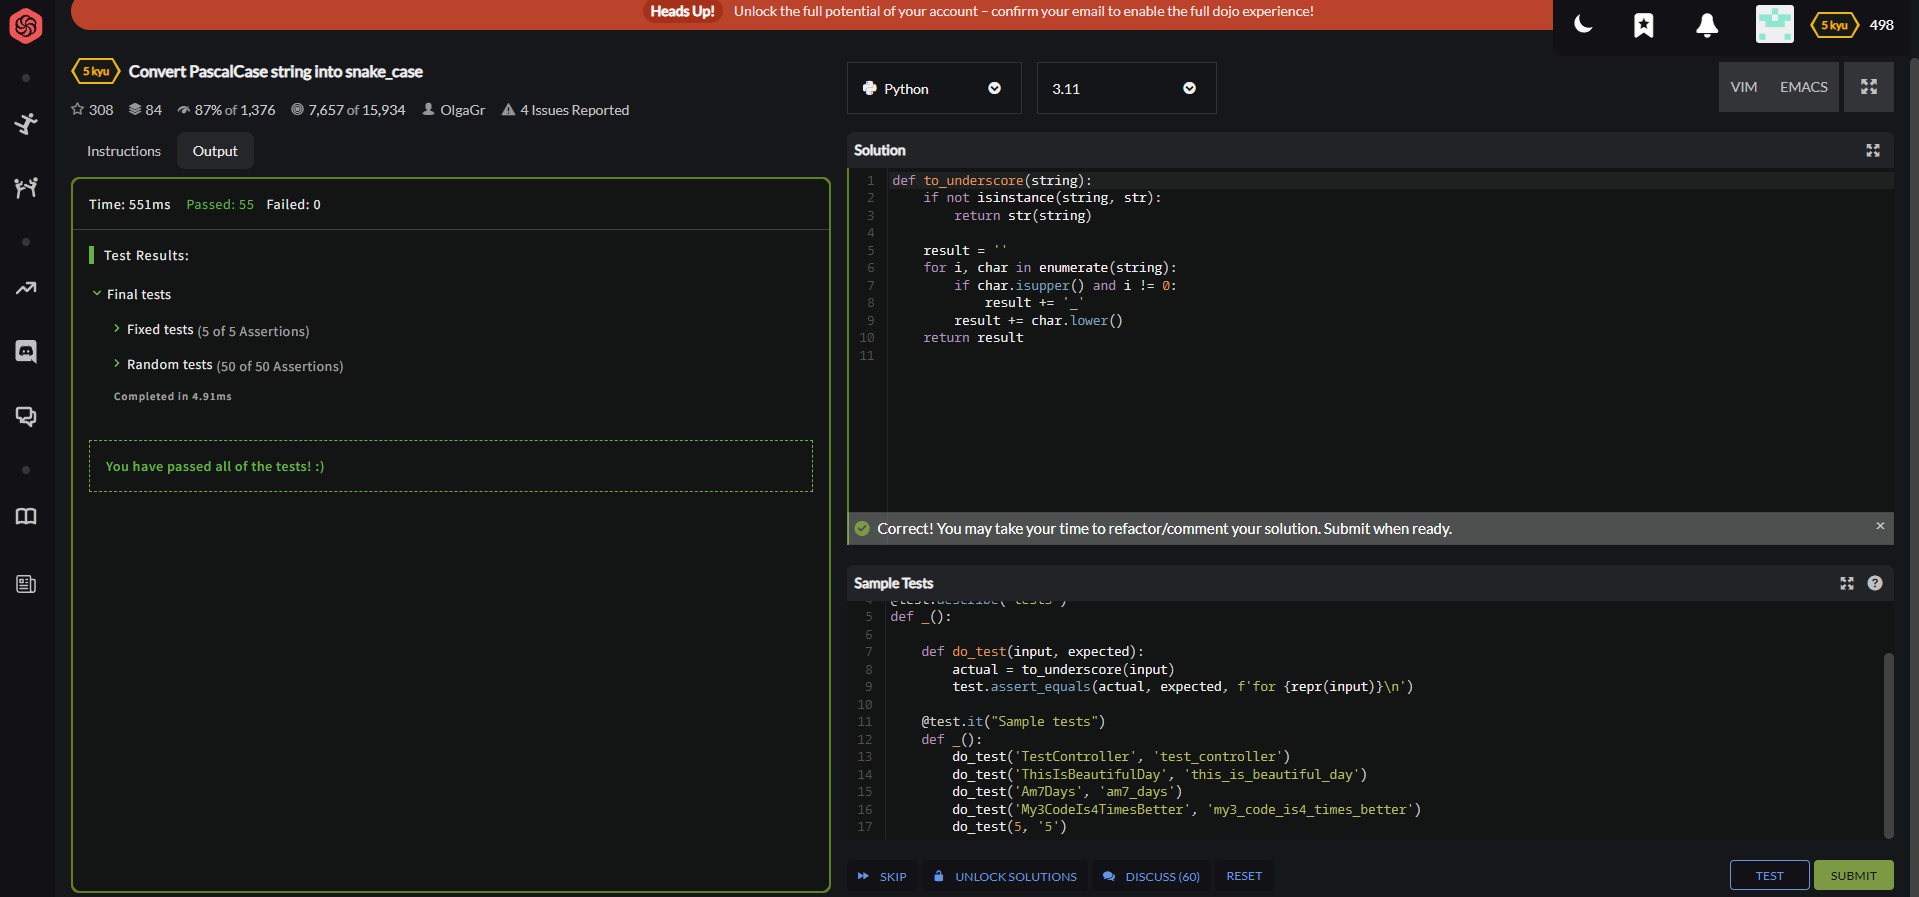 Heads Up! Unlock the full potential of your account – confirm your email to enable the full dojo experience!
5 kyu 498
5 kyu Convert PascalCase string into snake_case
308 84 87% of 1,376 7,657 of 15,934 OlgaGr 4 Issues Reported
Instructions Output
Time: 551ms Passed: 55 Failed: 0
Test Results:
Final tests
Fixed tests (5 of 5 Assertions)
Random tests (50 of 50 Assertions)
Completed in 4.91ms
You have passed all of the tests! :)
Python 3.11 VIM EMACS
Solution
1 def to_underscore(string):
2     if not isinstance(string, str):
3         return str(string)
4
5     result = ''
6     for i, char in enumerate(string):
7         if char.isupper() and i != 0:
8             result += '_'
9         result += char.lower()
10     return result
11
Correct! You may take your time to refactor/comment your solution. Submit when ready.
Sample Tests
5 def _():
6
7     def do_test(input, expected):
8         actual = to_underscore(input)
9         test.assert_equals(actual, expected, f'for {repr(input)}\n')
10
11     @test.it("Sample tests")
12     def _():
13         do_test('TestController', 'test_controller')
14         do_test('ThisIsBeautifulDay', 'this_is_beautiful_day')
15         do_test('Am7Days', 'am7_days')
16         do_test('My3CodeIs4TimesBetter', 'my3_code_is4_times_better')
17         do_test(5, '5')
SKIP UNLOCK SOLUTIONS DISCUSS (60) RESET TEST SUBMIT